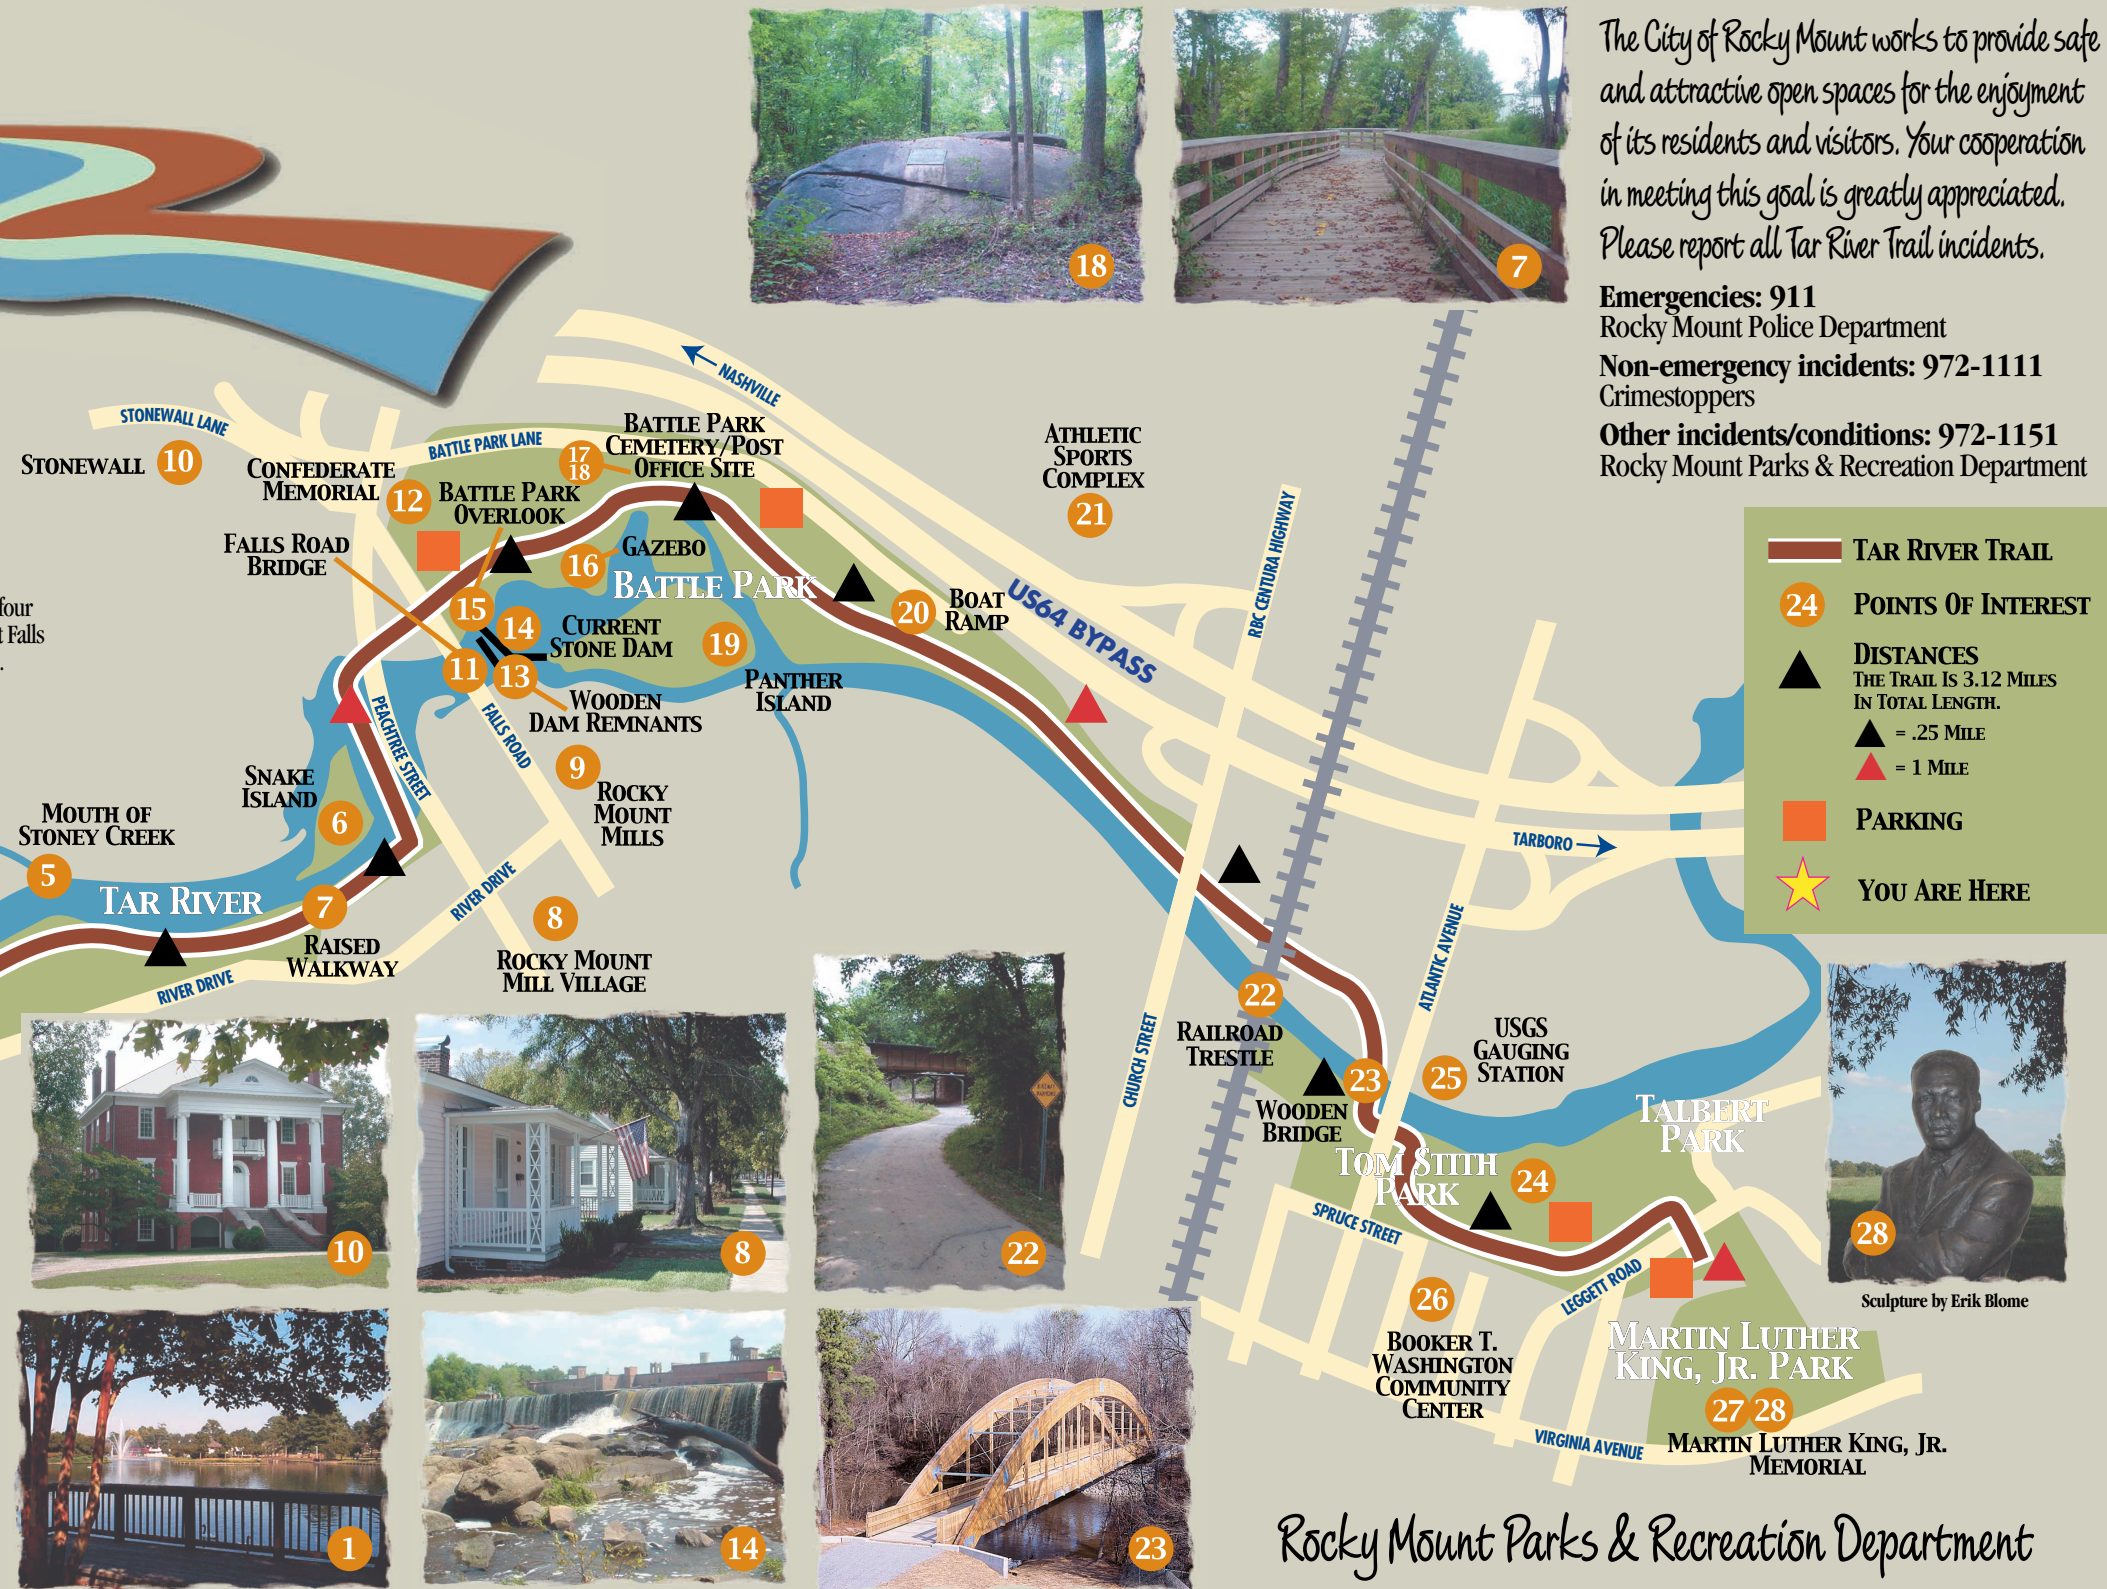 The City of Rocky Mount works to provide safe
and attractive open spaces for the enjoyment
of its residents and visitors. Your cooperation
in meeting this goal is greatly appreciated.
Please report all Tar River Trail incidents.
Emergencies: 911
Rocky Mount Police Department
Non-emergency incidents: 972-1111
Crimestoppers
Other incidents/conditions: 972-1151
Rocky Mount Parks & Recreation Department
18
7
NASHVILLE
STONEWALL LANE
STONEWALL
10
CONFEDERATE
MEMORIAL
12
BATTLE PARK LANE
17
18
BATTLE PARK
CEMETERY/POST
OFFICE SITE
BATTLE PARK
OVERLOOK
FALLS ROAD
BRIDGE
16
GAZEBO
BATTLE PARK
ATHLETIC
SPORTS
COMPLEX
21
RBC CENTURA HIGHWAY
US64 BYPASS
20
BOAT
RAMP
15
14
CURRENT
STONE DAM
19
PANTHER
ISLAND
11
13
WOODEN
DAM REMNANTS
four
t Falls
.
PEACHTREE STREET
FALLS ROAD
9
ROCKY
MOUNT
MILLS
SNAKE
ISLAND
6
MOUTH OF
STONEY CREEK
5
TAR RIVER
7
RAISED
WALKWAY
RIVER DRIVE
RIVER DRIVE
8
ROCKY MOUNT
MILL VILLAGE
TAR RIVER TRAIL
24
POINTS OF INTEREST
DISTANCES
THE TRAIL IS 3.12 MILES
IN TOTAL LENGTH.
= .25 MILE
= 1 MILE
PARKING
YOU ARE HERE
TARBORO
ATLANTIC AVENUE
CHURCH STREET
22
RAILROAD
TRESTLE
23
WOODEN
BRIDGE
25
USGS
GAUGING
STATION
TALBERT
PARK
TOM STITH
PARK
24
SPRUCE STREET
LEGGETT ROAD
26
BOOKER T.
WASHINGTON
COMMUNITY
CENTER
MARTIN LUTHER
KING, JR. PARK
27
28
MARTIN LUTHER KING, JR.
MEMORIAL
VIRGINIA AVENUE
28
Sculpture by Erik Blome
10
8
22
1
14
23
Rocky Mount Parks & Recreation Department